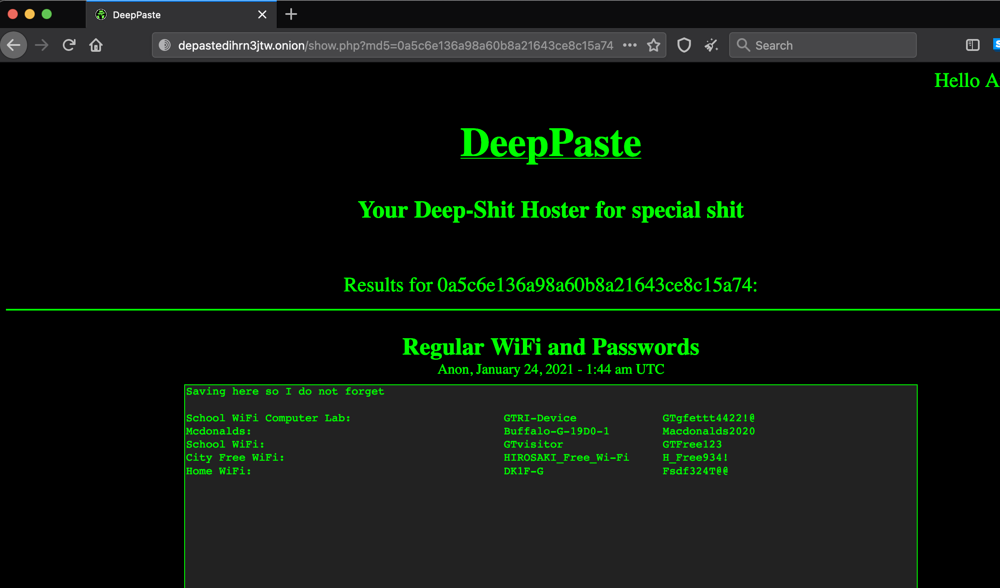 DeepPaste
depastedihrn3jtw.onion/show.php?md5=0a5c6e136a98a60b8a21643ce8c15a74
Search
Hello
DeepPaste
Your Deep-Shit Hoster for special shit
Results for 0a5c6e136a98a60b8a21643ce8c15a74:
Regular WiFi and Passwords
Anon, January 24, 2021 - 1:44 am UTC
Saving here so I do not forget
School WiFi Computer Lab: GTRI-Device GTgfettt4422!@
Mcdonalds: Buffalo-G-19D0-1 Macdonalds2020
School WiFi: GTvisitor GTFree123
City Free WiFi: HIROSAKI_Free_Wi-Fi H_Free934!
Home WiFi: DK1F-G Fsdf324T@@